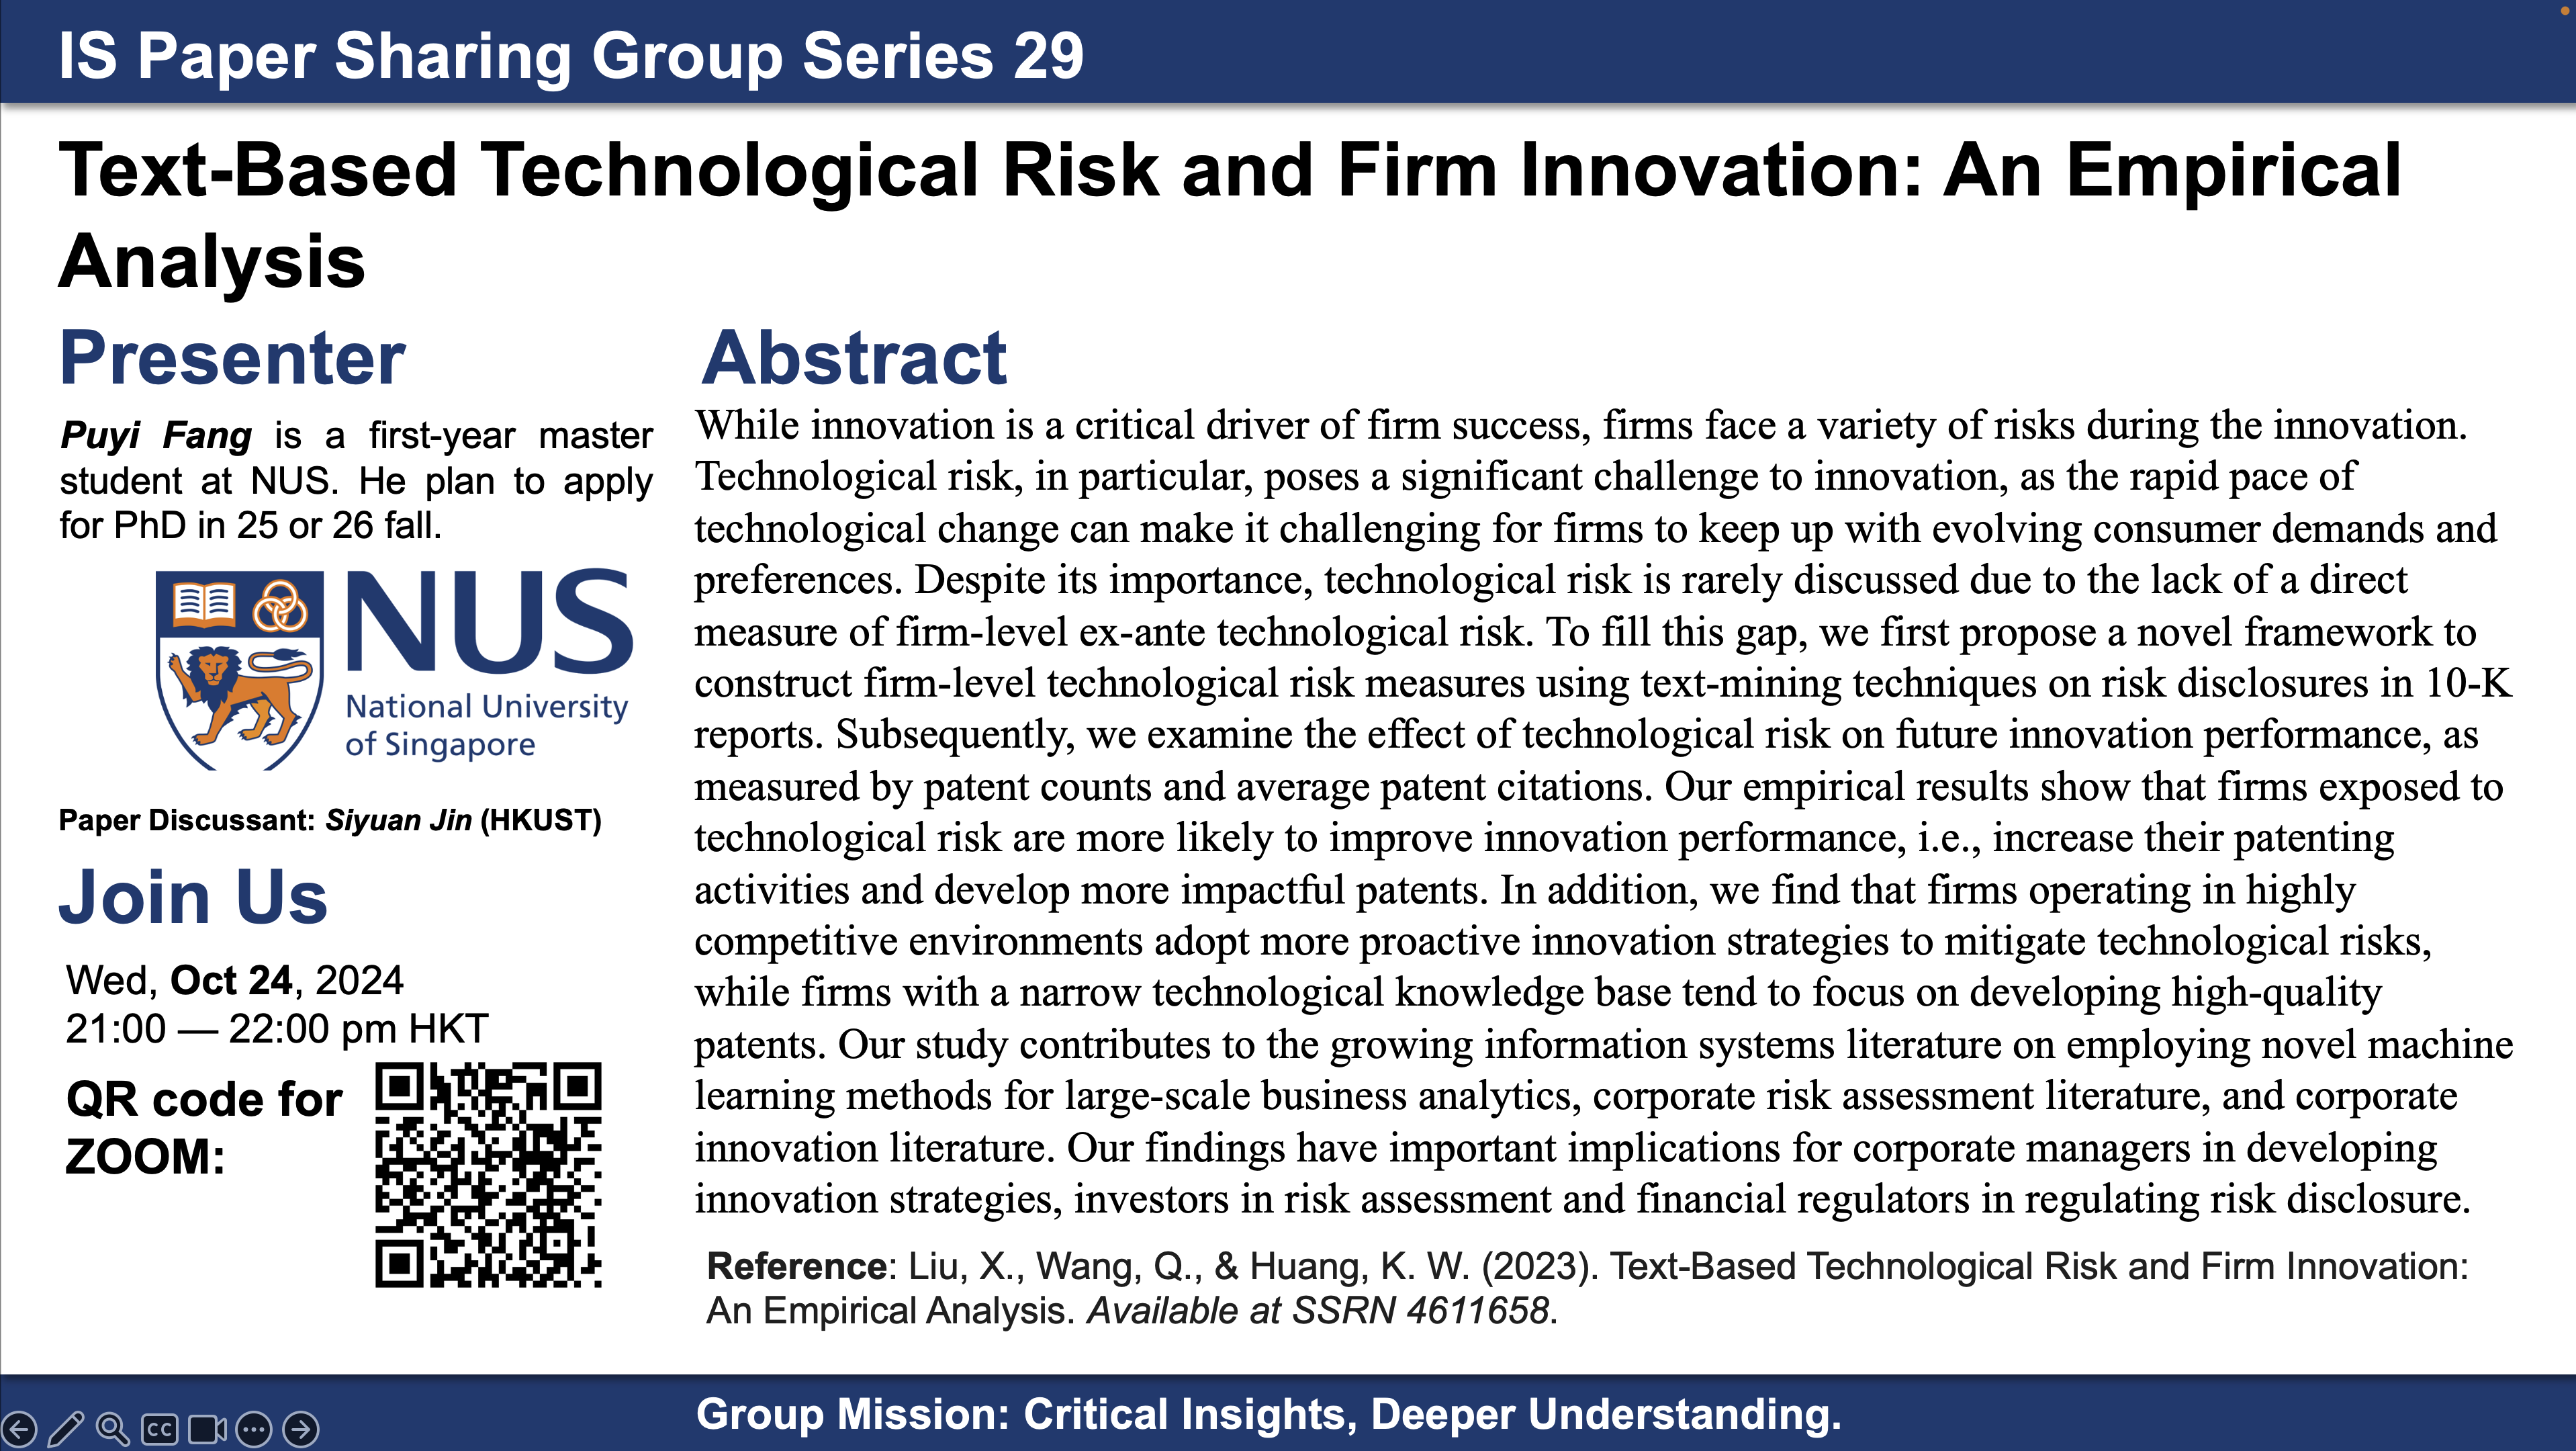 IS Paper Sharing Group Series 29
Text-Based Technological Risk and Firm Innovation: An Empirical
Analysis
Presenter
Puyi Fang is a first-year master
student at NUS. He plan to apply
for PhD in 25 or 26 fall.
NUS
National University
of Singapore
Paper Discussant: Siyuan Jin (HKUST)
Join Us
Wed, Oct 24, 2024
21:00 — 22:00 pm HKT
QR code for
ZOOM:
Abstract
While innovation is a critical driver of firm success, firms face a variety of risks during the innovation.
Technological risk, in particular, poses a significant challenge to innovation, as the rapid pace of
technological change can make it challenging for firms to keep up with evolving consumer demands and
preferences. Despite its importance, technological risk is rarely discussed due to the lack of a direct
measure of firm-level ex-ante technological risk. To fill this gap, we first propose a novel framework to
construct firm-level technological risk measures using text-mining techniques on risk disclosures in 10-K
reports. Subsequently, we examine the effect of technological risk on future innovation performance, as
measured by patent counts and average patent citations. Our empirical results show that firms exposed to
technological risk are more likely to improve innovation performance, i.e., increase their patenting
activities and develop more impactful patents. In addition, we find that firms operating in highly
competitive environments adopt more proactive innovation strategies to mitigate technological risks,
while firms with a narrow technological knowledge base tend to focus on developing high-quality
patents. Our study contributes to the growing information systems literature on employing novel machine
learning methods for large-scale business analytics, corporate risk assessment literature, and corporate
innovation literature. Our findings have important implications for corporate managers in developing
innovation strategies, investors in risk assessment and financial regulators in regulating risk disclosure.
Reference: Liu, X., Wang, Q., & Huang, K. W. (2023). Text-Based Technological Risk and Firm Innovation:
An Empirical Analysis. Available at SSRN 4611658.
CC
Group Mission: Critical Insights, Deeper Understanding.